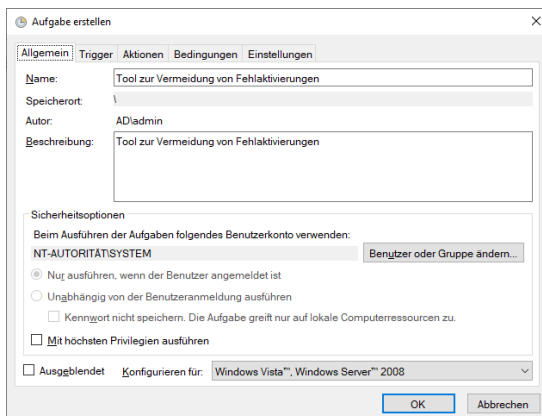 Aufgabe erstellen
Allgemein Trigger Aktionen Bedingungen Einstellungen
Name: Tool zur Vermeidung von Fehlaktivierungen
Speicherort: \
Autor: AD\admin
Beschreibung: Tool zur Vermeidung von Fehlaktivierungen
Sicherheitsoptionen
Beim Ausführen der Aufgaben folgendes Benutzerkonto verwenden:
NT-AUTORITÄT\SYSTEM Benutzer oder Gruppe ändern...
Nur ausführen, wenn der Benutzer angemeldet ist
Unabhängig von der Benutzeranmeldung ausführen
Kennwort nicht speichern. Die Aufgabe greift nur auf lokale Computerressourcen zu.
Mit höchsten Privilegien ausführen
Ausgeblendet Konfigurieren für: Windows Vista™, Windows Server™ 2008
OK Abbrechen